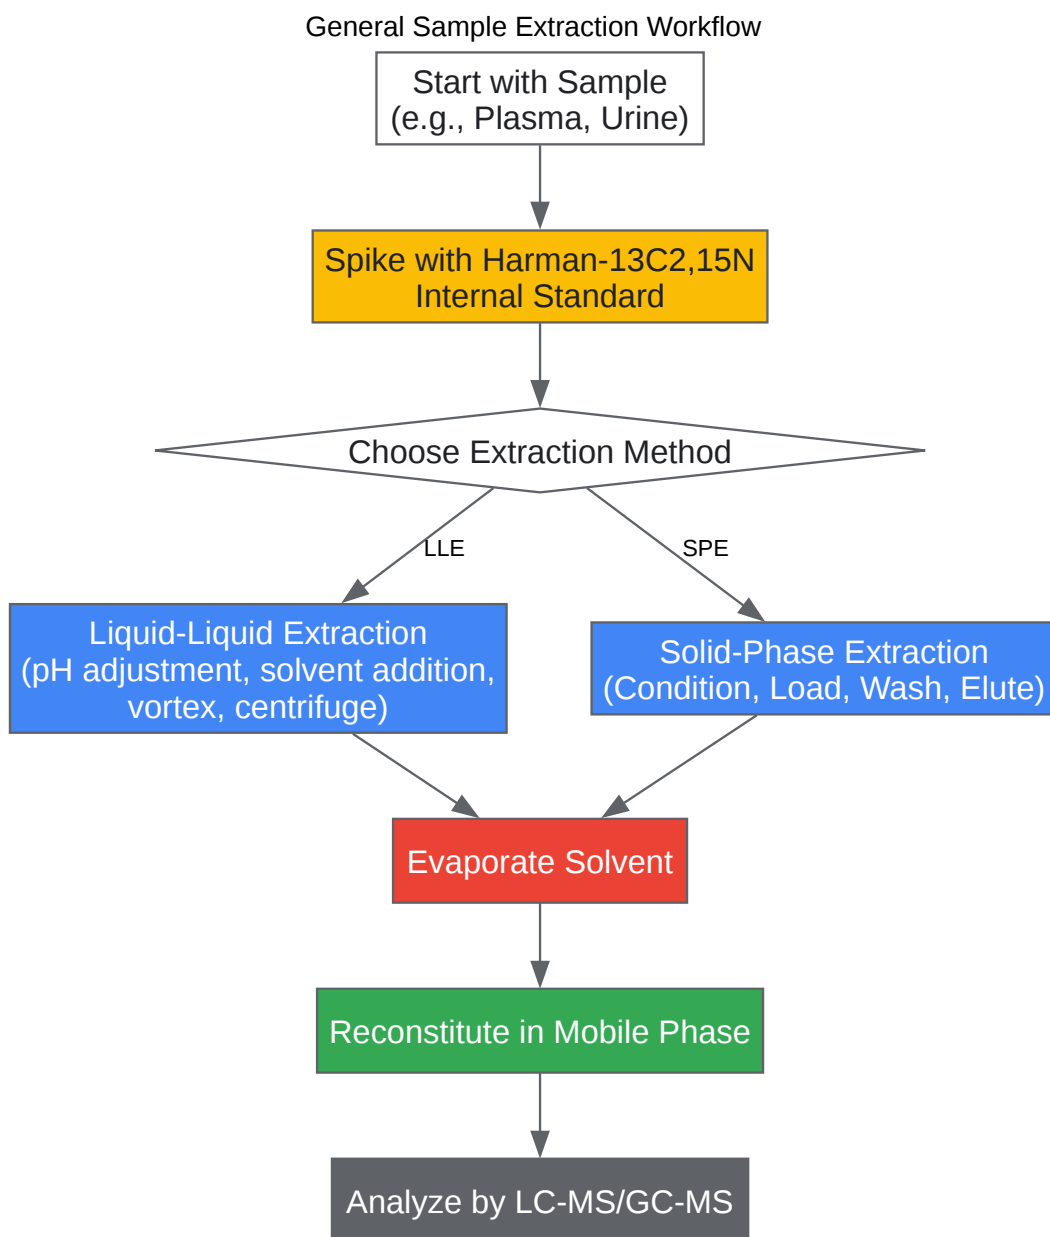 General Sample Extraction Workflow
Start with Sample
(e.g., Plasma, Urine)
Spike with Harman-13C2,15N
Internal Standard
Choose Extraction Method
LLE
SPE
Liquid-Liquid Extraction
(pH adjustment, solvent addition,
vortex, centrifuge)
Solid-Phase Extraction
(Condition, Load, Wash, Elute)
Evaporate Solvent
Reconstitute in Mobile Phase
Analyze by LC-MS/GC-MS